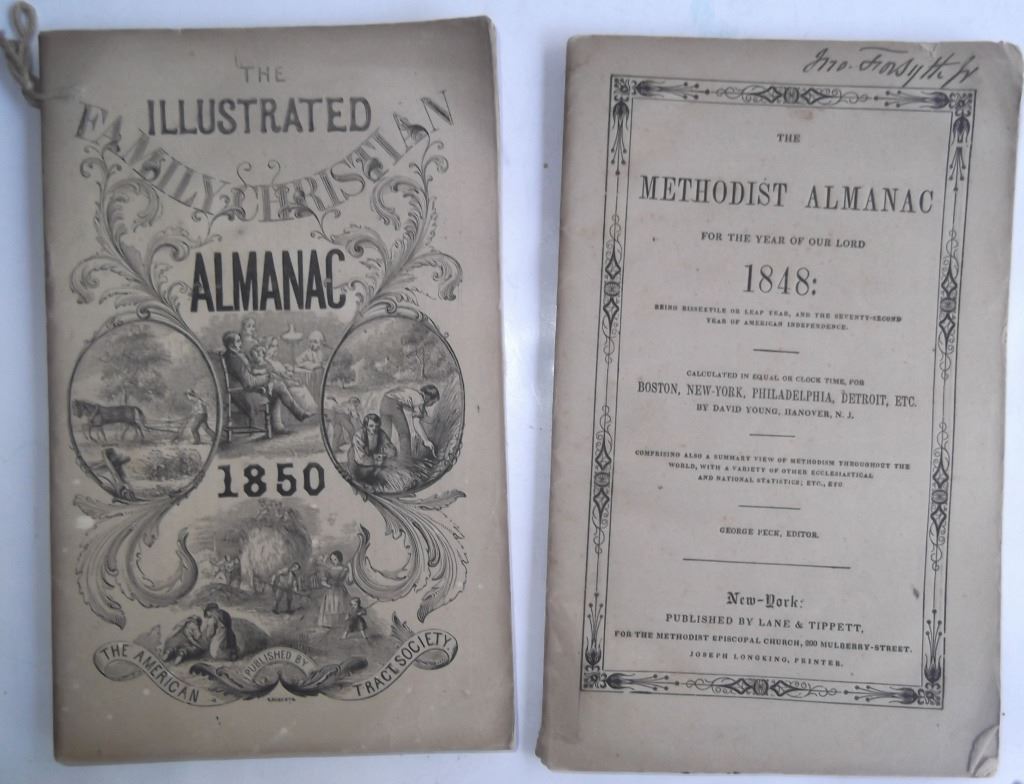 THE
ILLUSTRATED
FAMILY CHRISTIAN
ALMANAC
1850
THE AMERICAN
PUBLISHED BY
TRACT SOCIETY.
Jno. Forsyth Jr
THE
METHODIST ALMANAC
FOR THE YEAR OF OUR LORD
1848:
BEING BISSEXTILE OR LEAP YEAR, AND THE SEVENTY-SECOND
YEAR OF AMERICAN INDEPENDENCE.
CALCULATED IN EQUAL OR CLOCK TIME, FOR
BOSTON, NEW-YORK, PHILADELPHIA, DETROIT, ETC.
BY DAVID YOUNG, HANOVER, N. J.
COMPRISING ALSO A SUMMARY VIEW OF METHODISM THROUGHOUT THE
WORLD, WITH A VARIETY OF OTHER ECCLESIASTICAL
AND NATIONAL STATISTICS; ETC., ETC.
GEORGE PECK, EDITOR.
New-York:
PUBLISHED BY LANE & TIPPETT,
FOR THE METHODIST EPISCOPAL CHURCH, 200 MULBERRY-STREET.
JOSEPH LONGKING, PRINTER.